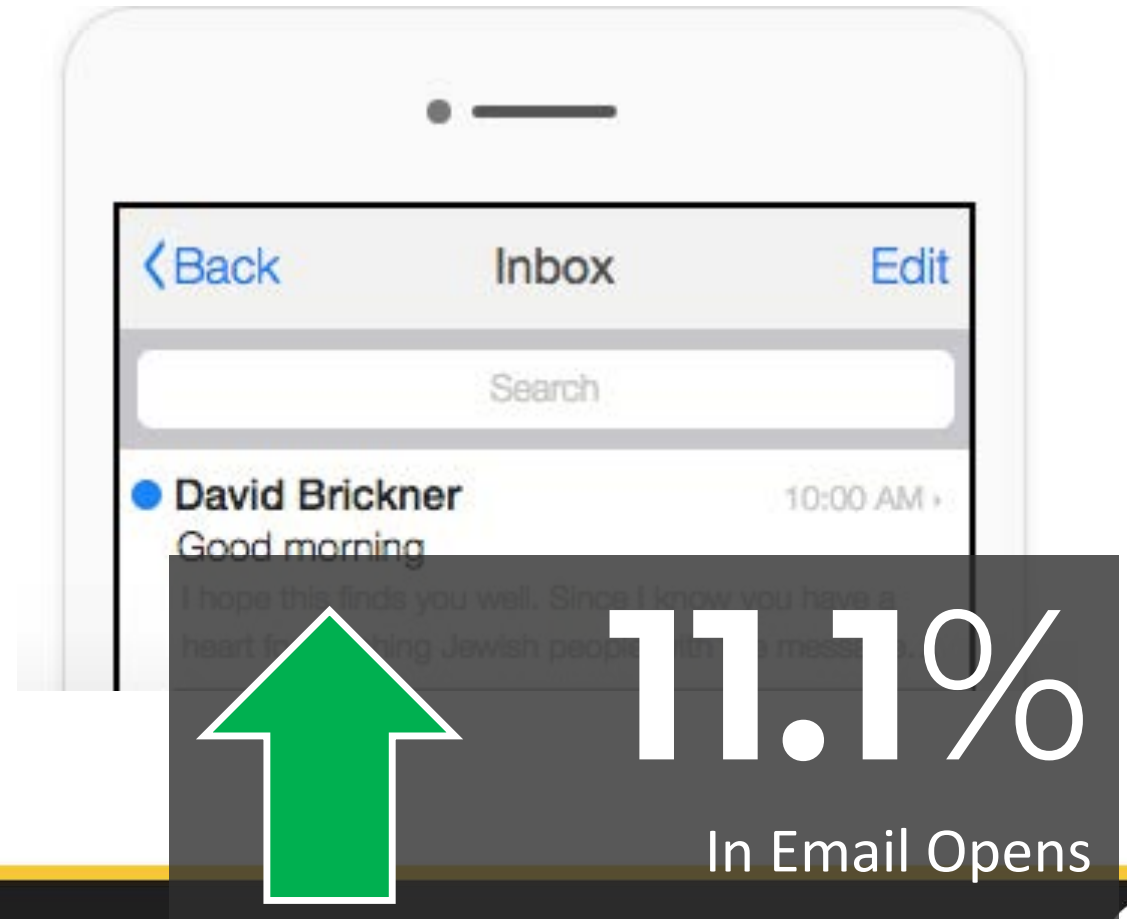 Back Inbox Edit
Search
David Brickner 10:00 AM
Good morning
I hope this finds you well. Since I know you have a
heart Jewish people
11.1%
In Email Opens